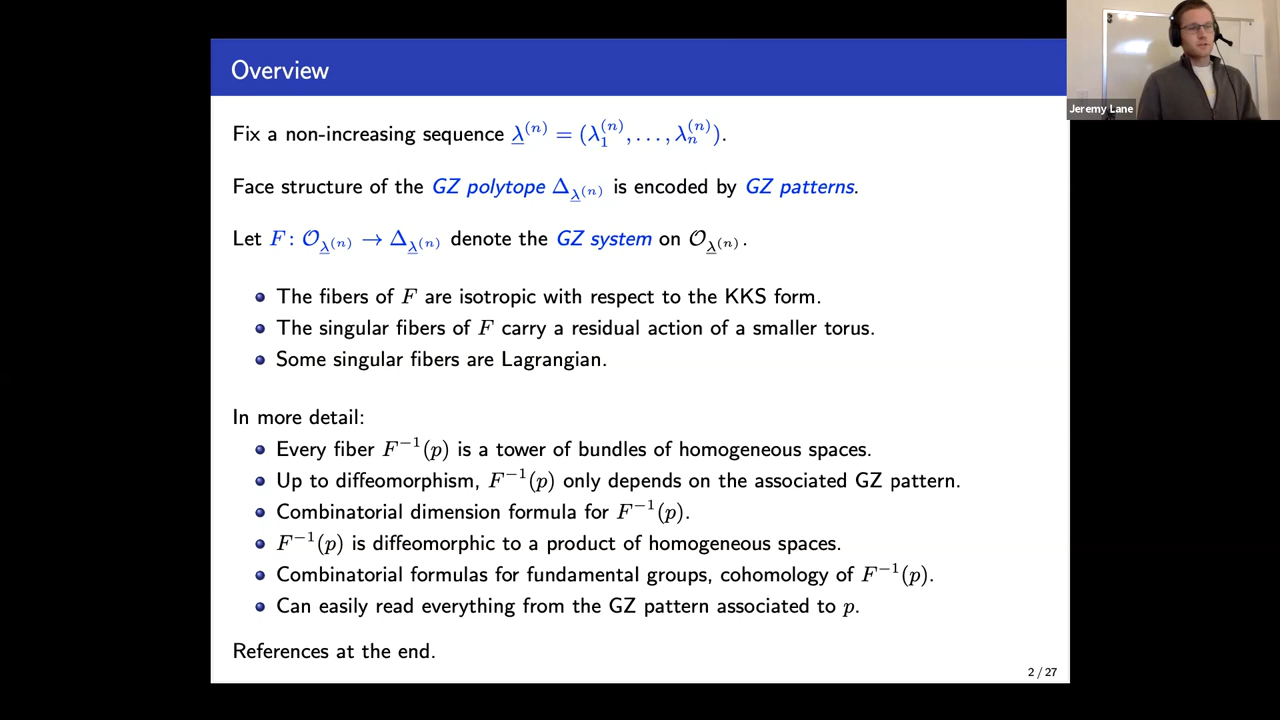 Overview
Jeremy Lane
Fix a non-increasing sequence λ̲⁽ⁿ⁾ = (λ₁⁽ⁿ⁾, . . . , λₙ⁽ⁿ⁾).
Face structure of the GZ polytope Δ_λ̲⁽ⁿ⁾ is encoded by GZ patterns.
Let F : 𝒪_λ̲⁽ⁿ⁾ → Δ_λ̲⁽ⁿ⁾ denote the GZ system on 𝒪_λ̲⁽ⁿ⁾.
The fibers of F are isotropic with respect to the KKS form.
The singular fibers of F carry a residual action of a smaller torus.
Some singular fibers are Lagrangian.
In more detail:
Every fiber F⁻¹(p) is a tower of bundles of homogeneous spaces.
Up to diffeomorphism, F⁻¹(p) only depends on the associated GZ pattern.
Combinatorial dimension formula for F⁻¹(p).
F⁻¹(p) is diffeomorphic to a product of homogeneous spaces.
Combinatorial formulas for fundamental groups, cohomology of F⁻¹(p).
Can easily read everything from the GZ pattern associated to p.
References at the end.
2 / 27